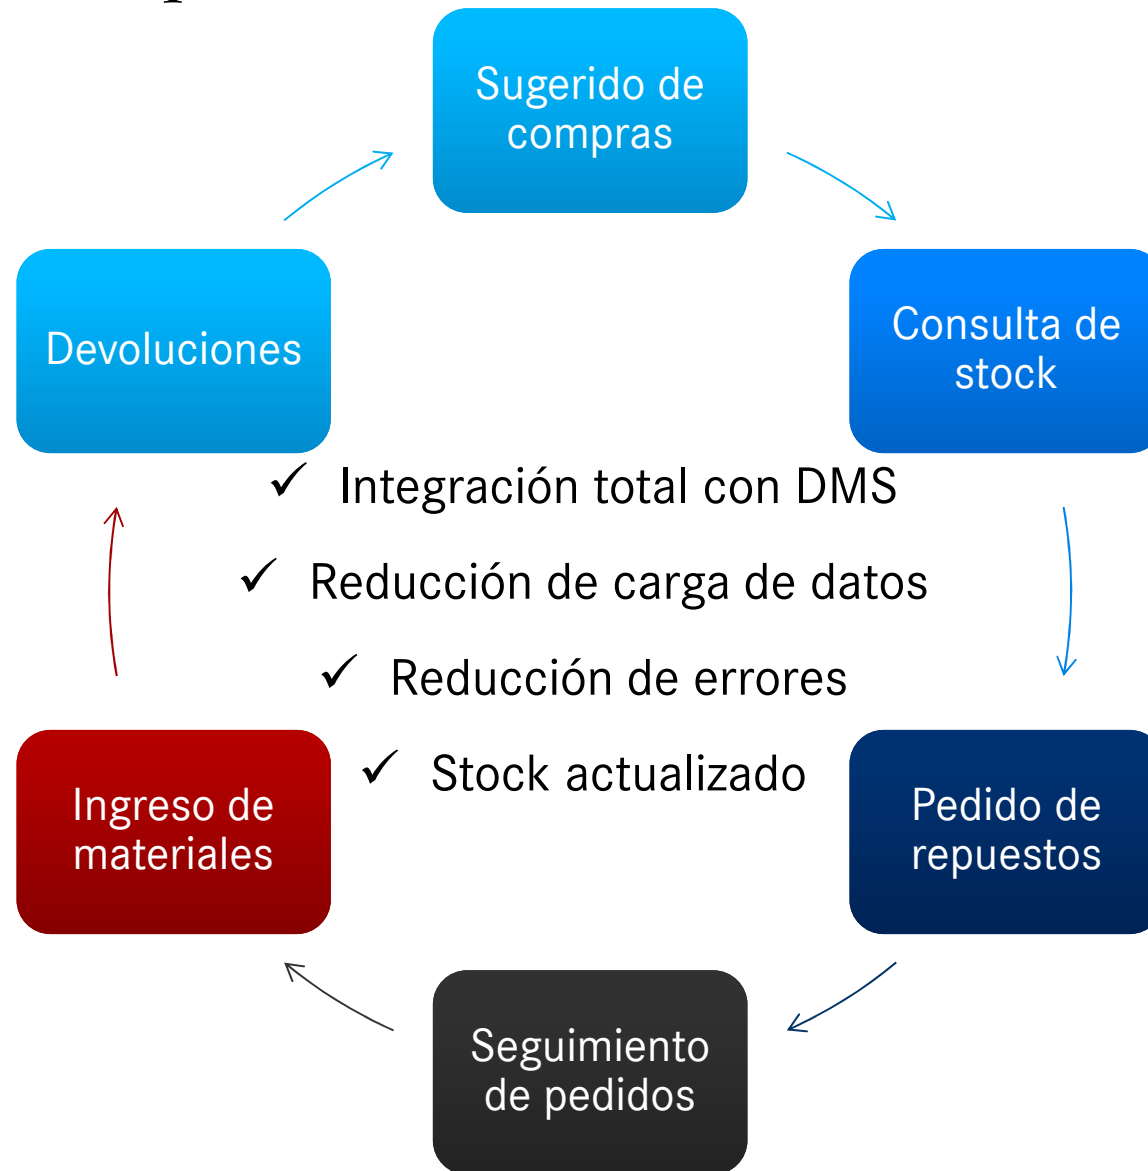 Sugerido de
compras
Consulta de
stock
Devoluciones
✓ Integración total con DMS
✓ Reducción de carga de datos
✓ Reducción de errores
✓ Stock actualizado
Ingreso de
materiales
Pedido de
repuestos
Seguimiento
de pedidos